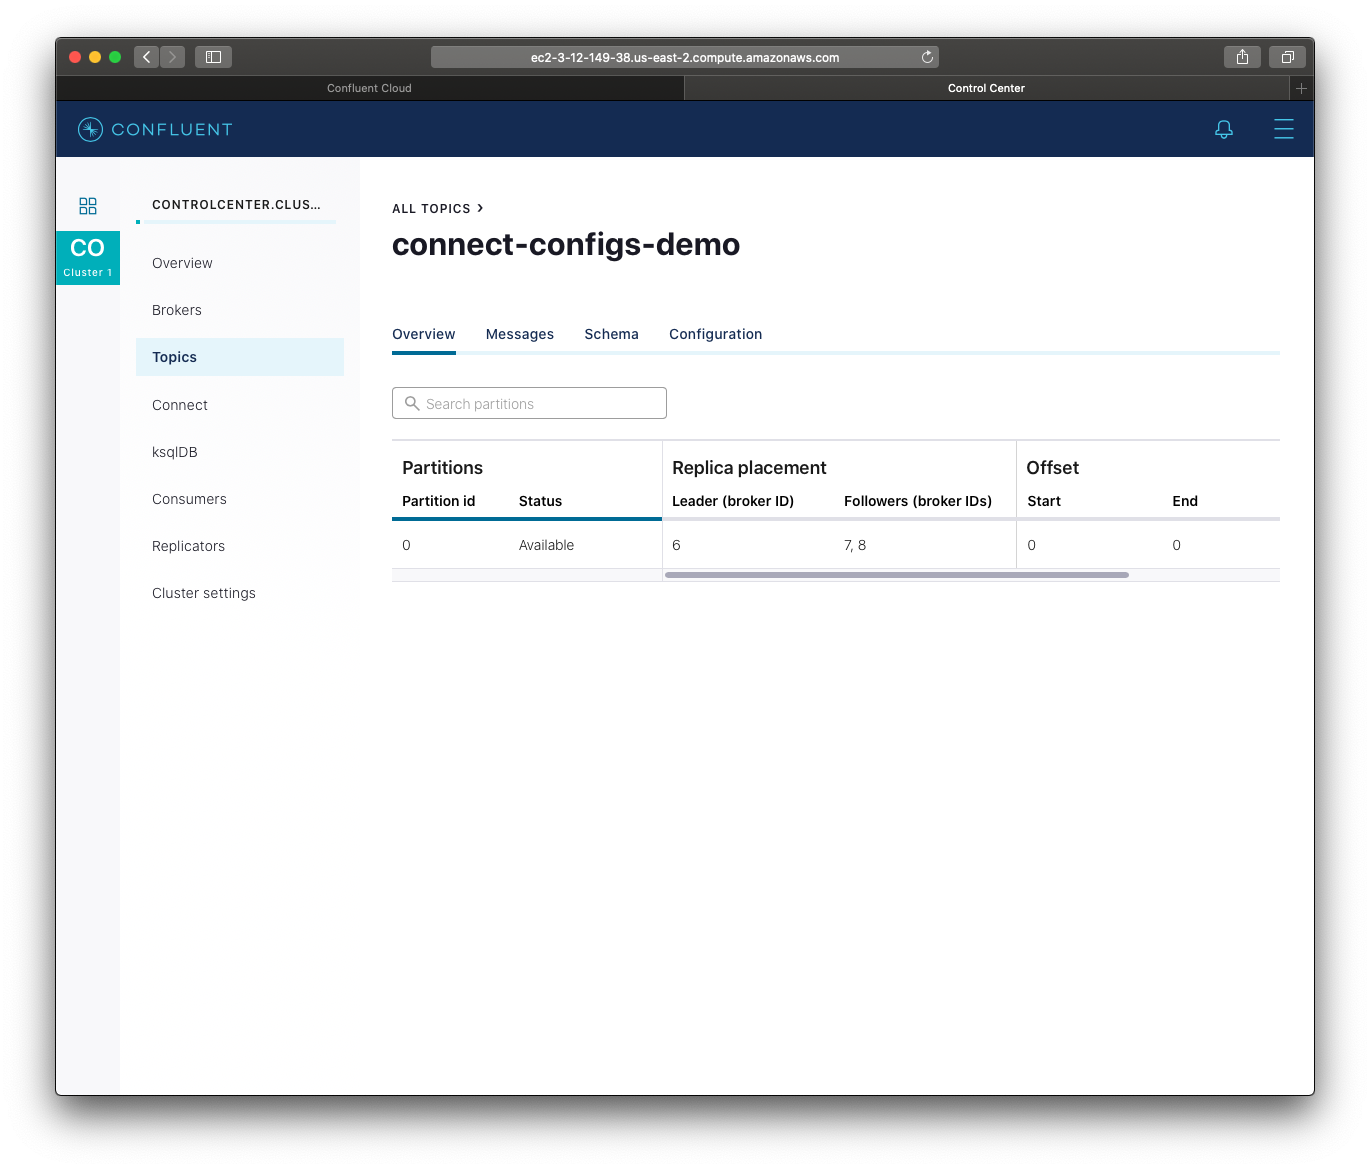 ec2-3-12-149-38.us-east-2.compute.amazonaws.com
Confluent Cloud
Control Center
CONFLUENT
CO
Cluster 1
CONTROLCENTER.CLUS...
Overview
Brokers
Topics
Connect
ksqlDB
Consumers
Replicators
Cluster settings
ALL TOPICS >
connect-configs-demo
Overview Messages Schema Configuration
Search partitions
Partitions Replica placement Offset
Partition id Status Leader (broker ID) Followers (broker IDs) Start End
0 Available 6 7, 8 0 0